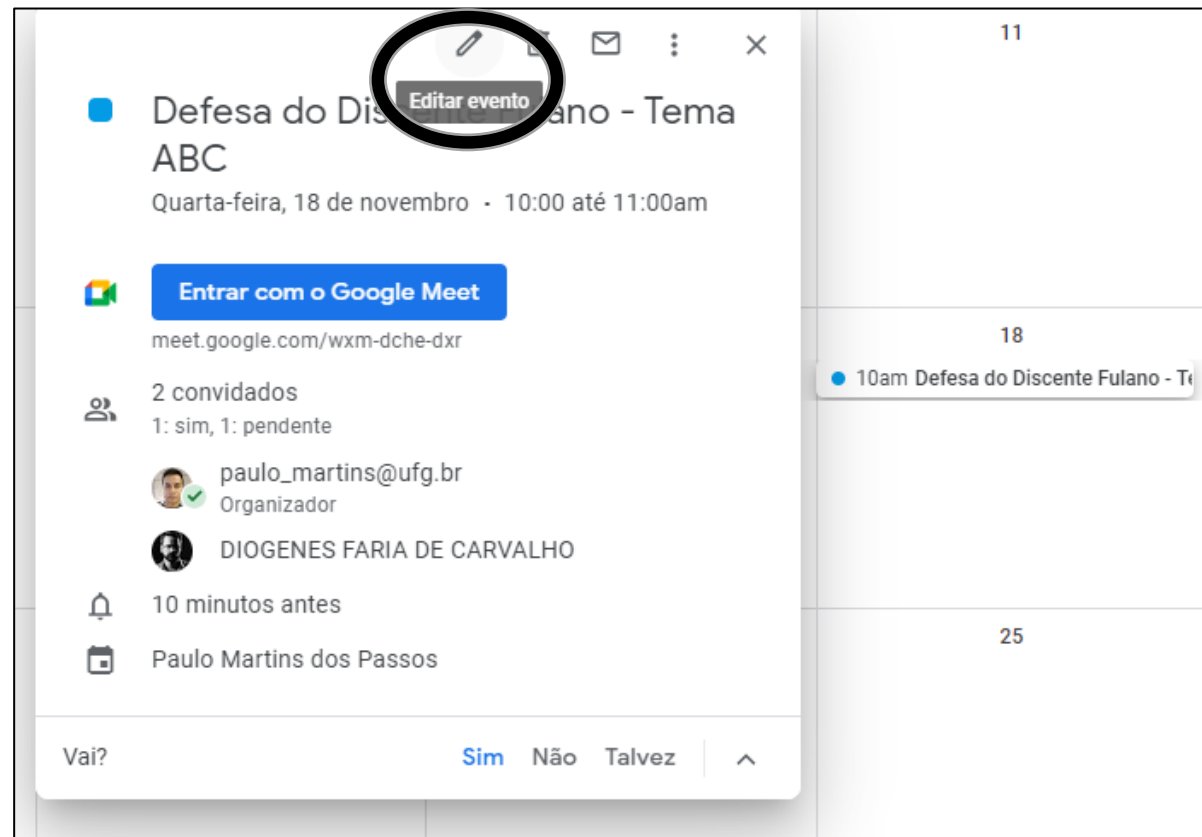 11
Editar evento
Defesa do Dis ano - Tema
ABC
Quarta-feira, 18 de novembro · 10:00 até 11:00am
Entrar com o Google Meet
meet.google.com/wxm-dche-dxr
18
10am Defesa do Discente Fulano - Te
2 convidados
1: sim, 1: pendente
paulo_martins@ufg.br
Organizador
DIOGENES FARIA DE CARVALHO
10 minutos antes
25
Paulo Martins dos Passos
Vai?
Sim Não Talvez